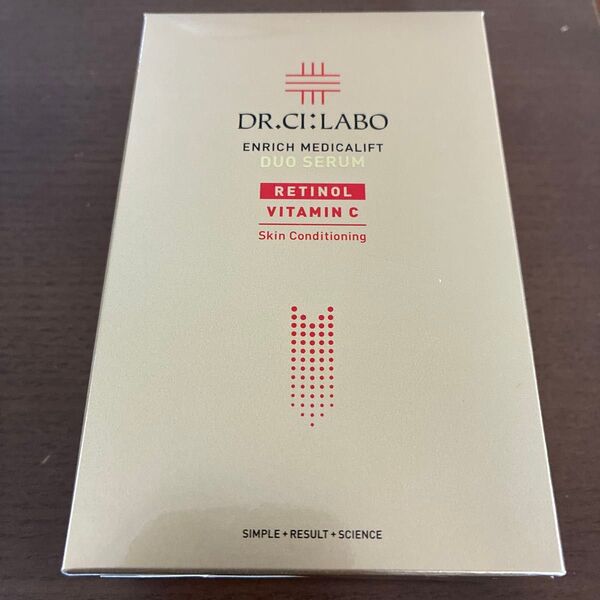 DR.CI:LABO
ENRICH MEDICALIFT
DUO SERUM
RETINOL
VITAMIN C
Skin Conditioning
SIMPLE+RESULT+SCIENCE